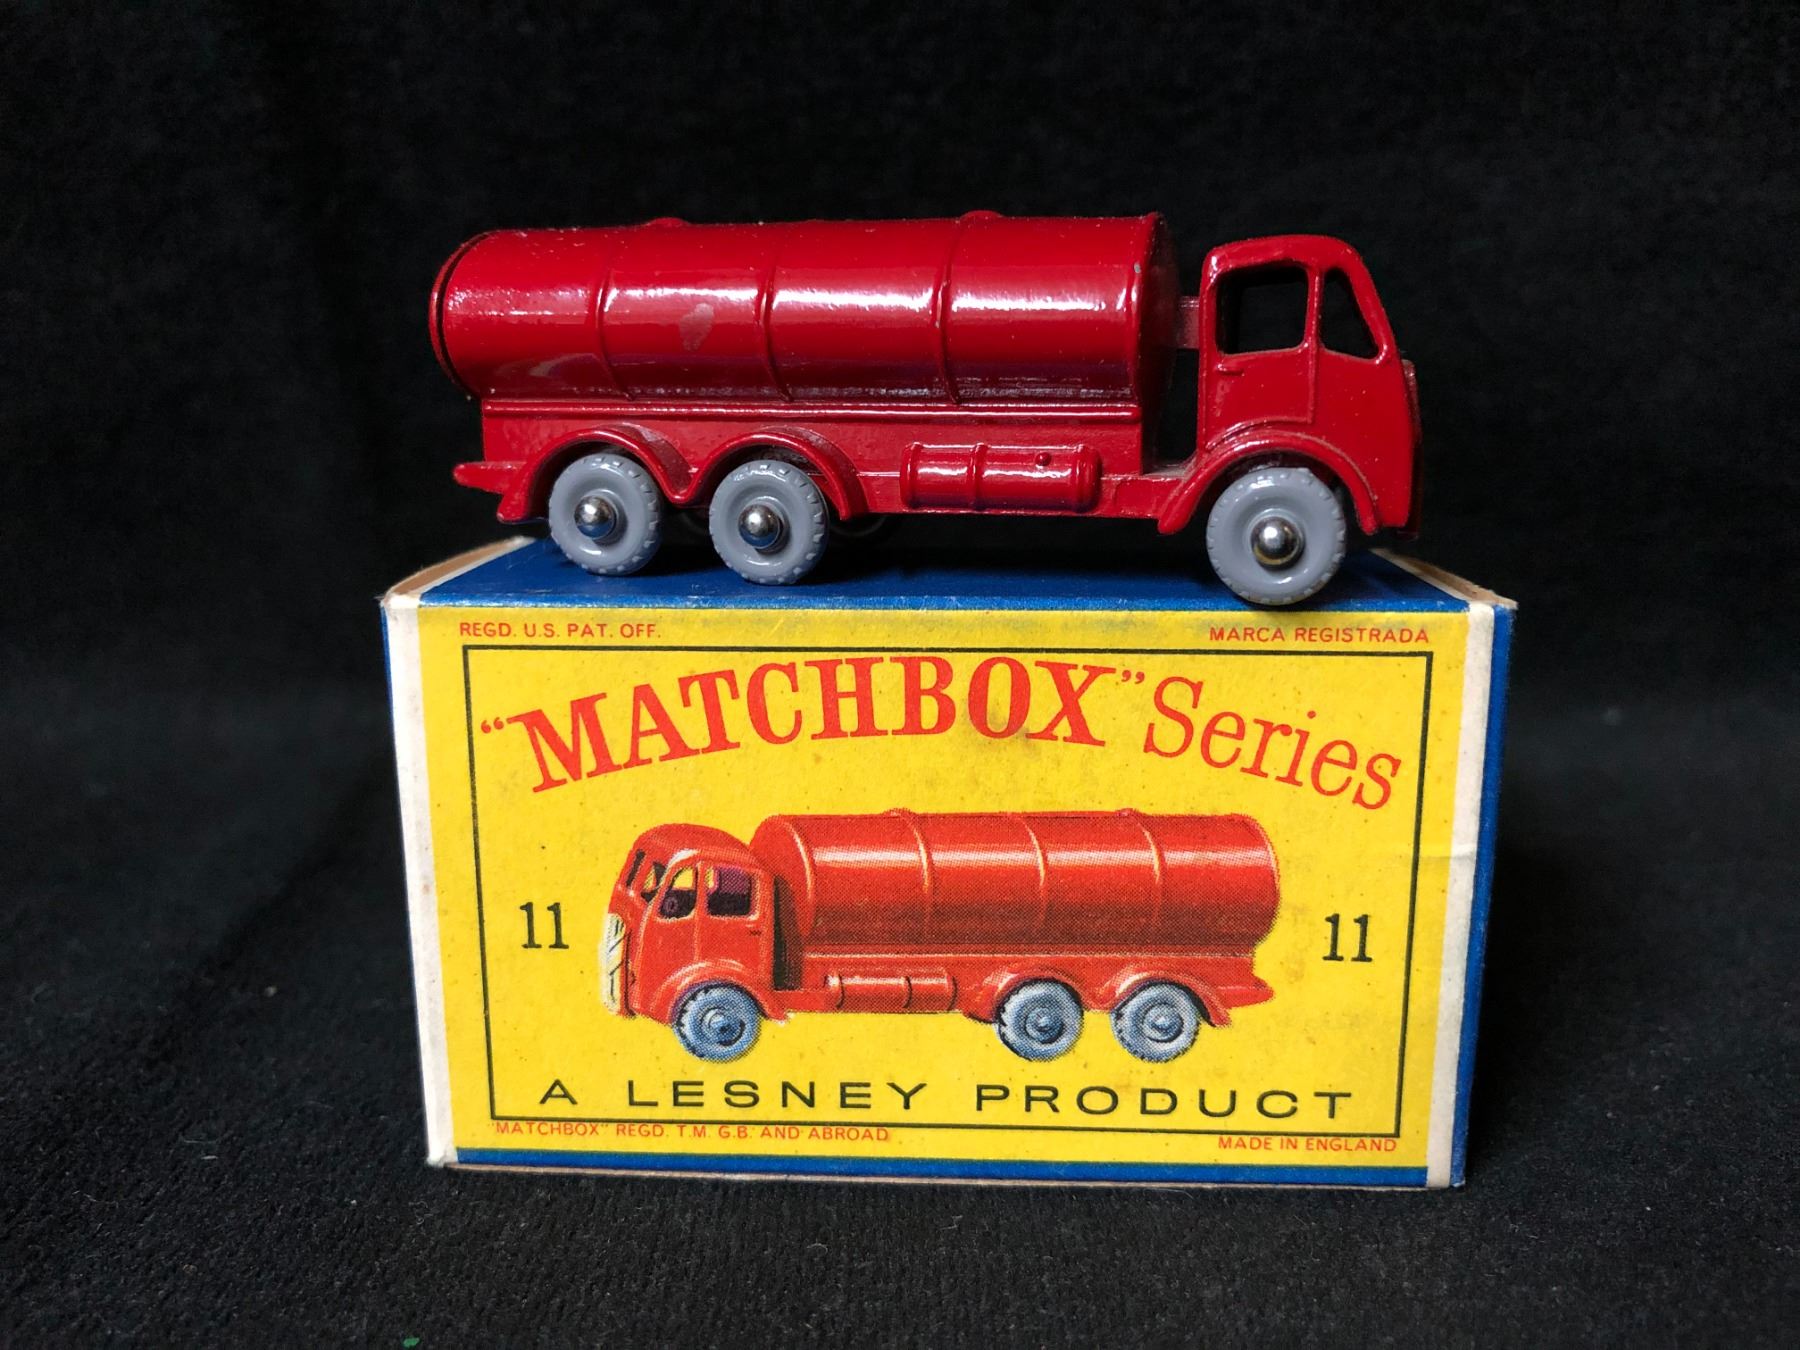 REGD. U.S. PAT. OFF. MARCA REGISTRADA
"MATCHBOX" Series
11 11
A LESNEY PRODUCT
"MATCHBOX" REGD. T.M. G.B. AND ABROAD MADE IN ENGLAND